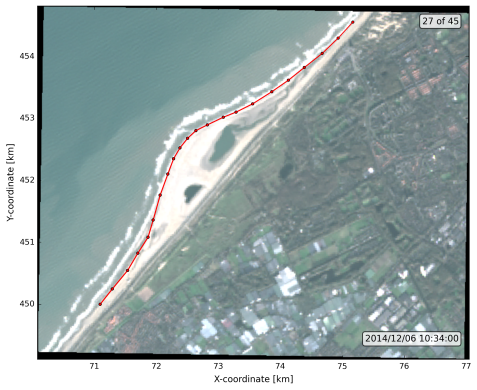 27 of 45
454
453
452
451
450
Y-coordinate [km]
2014/12/06 10:34:00
71 72 73 74 75 76 77
X-coordinate [km]